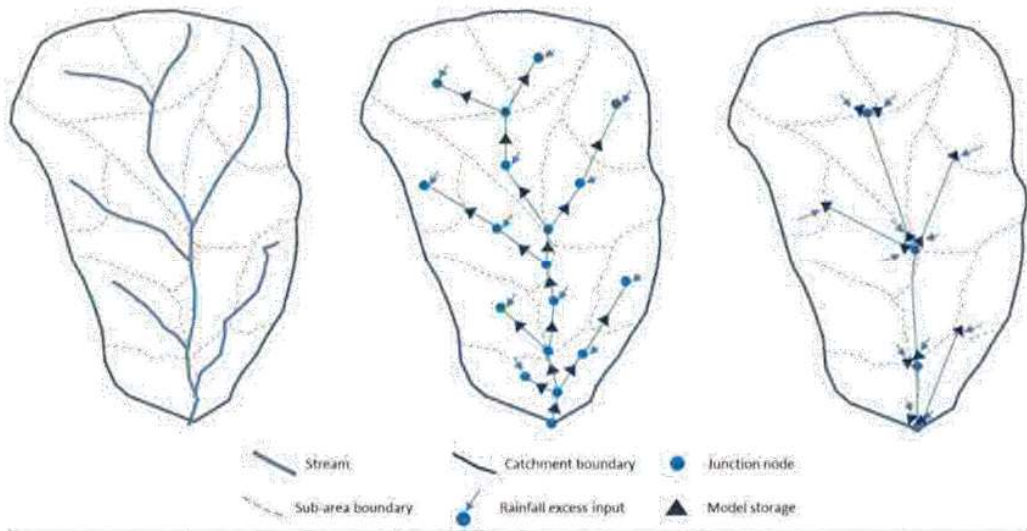 Stream
Catchment boundary
Junction node
Sub-area boundary
Rainfall excess input
Model storage